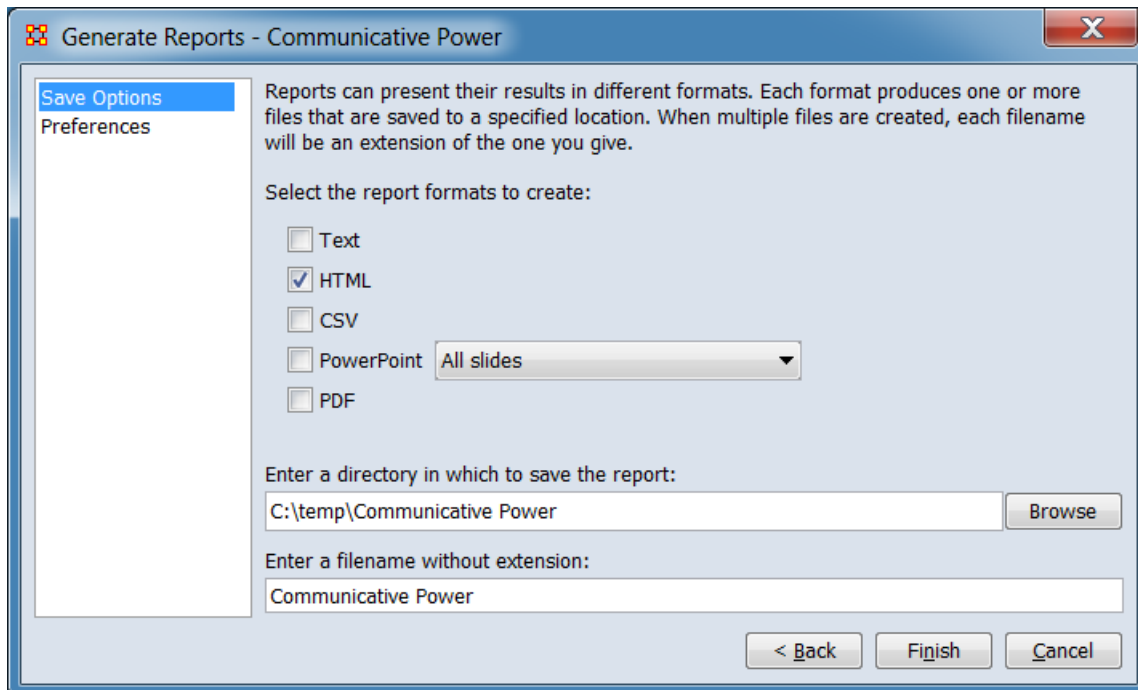 Generate Reports - Communicative Power
Save Options
Preferences
Reports can present their results in different formats. Each format produces one or more
files that are saved to a specified location. When multiple files are created, each filename
will be an extension of the one you give.
Select the report formats to create:
Text
HTML
CSV
PowerPoint All slides
PDF
Enter a directory in which to save the report:
C:\temp\Communicative Power Browse
Enter a filename without extension:
Communicative Power
< Back Finish Cancel